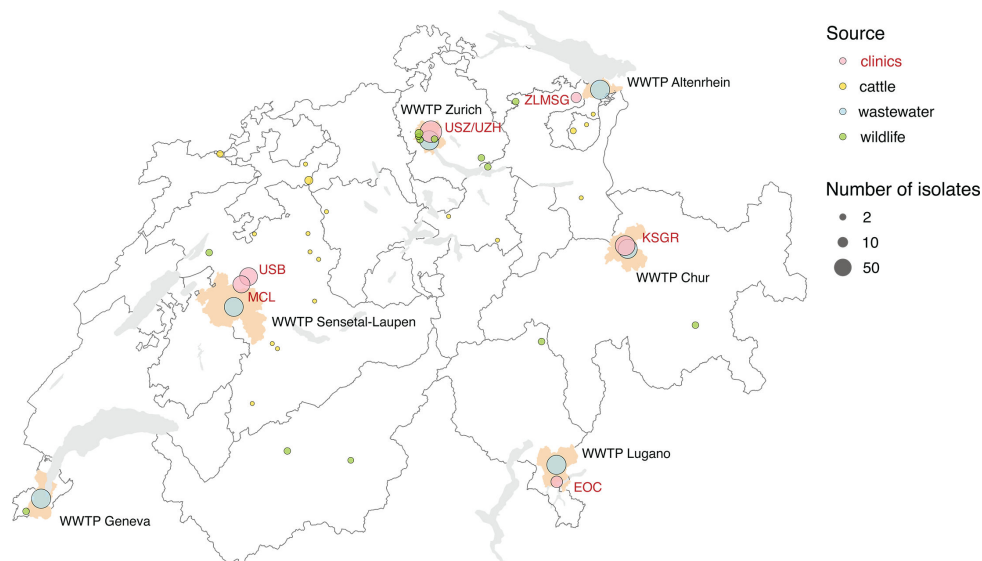 Source
clinics
cattle
wastewater
wildlife
Number of isolates
2
10
50
WWTP Altenrhein
ZLMSG
WWTP Zurich
USZ/UZH
KSGR
WWTP Chur
USB
MCL
WWTP Sensetal-Laupen
WWTP Lugano
EOC
WWTP Geneva